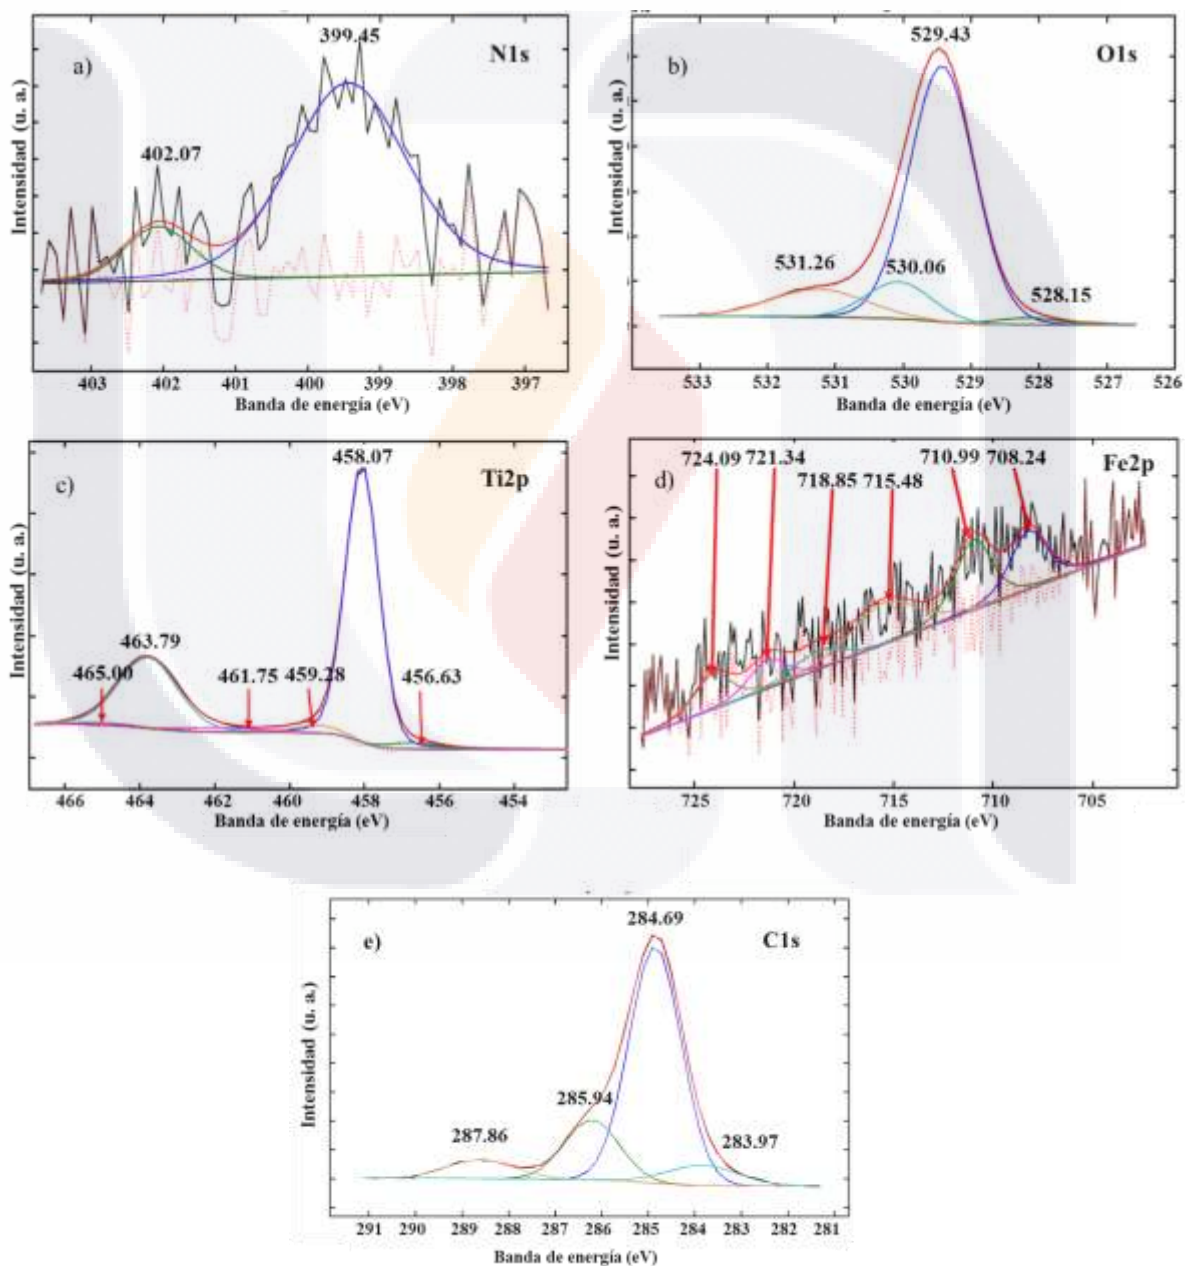 a)
399.45
N1s
402.07
Intensidad (u. a.)
403 402 401 400 399 398 397
Banda de energía (eV)
b)
529.43
O1s
531.26
530.06
528.15
Intensidad (u. a.)
533 532 531 530 529 528 527 526
Banda de energía (eV)
c)
458.07
Ti2p
463.79
465.00
461.75
459.28
456.63
Intensidad (u. a.)
466 464 462 460 458 456 454
Banda de energía (eV)
d)
724.09
721.34
718.85
715.48
710.99
708.24
Fe2p
Intensidad (u. a.)
725 720 715 710 705
Banda de energía (eV)
e)
284.69
C1s
285.94
287.86
283.97
Intensidad (u. a.)
291 290 289 288 287 286 285 284 283 282 281
Banda de energía (eV)